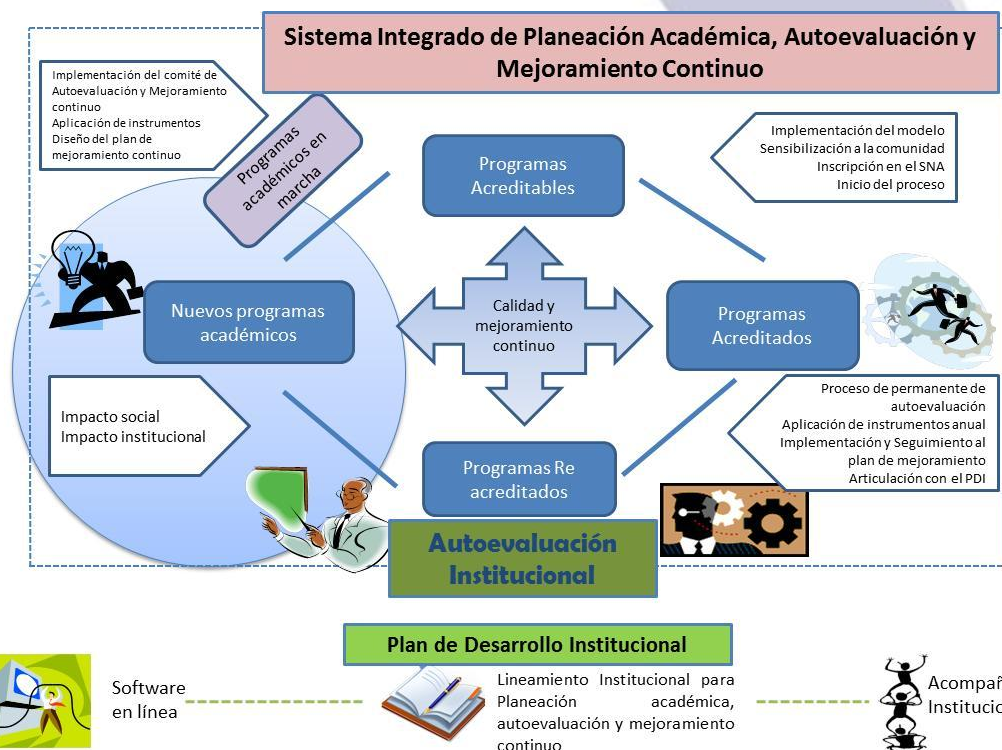 Sistema Integrado de Planeación Académica, Autoevaluación y
Mejoramiento Continuo
Implementación del comité de
Autoevaluación y Mejoramiento
continuo
Aplicación de instrumentos
Diseño del plan de
mejoramiento continuo
Programas
académicos en
marcha
Programas
Acreditables
Implementación del modelo
Sensibilización a la comunidad
Inscripción en el SNA
Inicio del proceso
Nuevos programas
académicos
Calidad y
mejoramiento
continuo
Programas
Acreditados
Impacto social
Impacto institucional
Proceso de permanente de
autoevaluación
Aplicación de instrumentos anual
Implementación y Seguimiento al
plan de mejoramiento
Articulación con el PDI
Programas Re
acreditados
Autoevaluación
Institucional
Plan de Desarrollo Institucional
Software
en línea
Lineamiento Institucional para
Planeación académica,
autoevaluación y mejoramiento
continuo